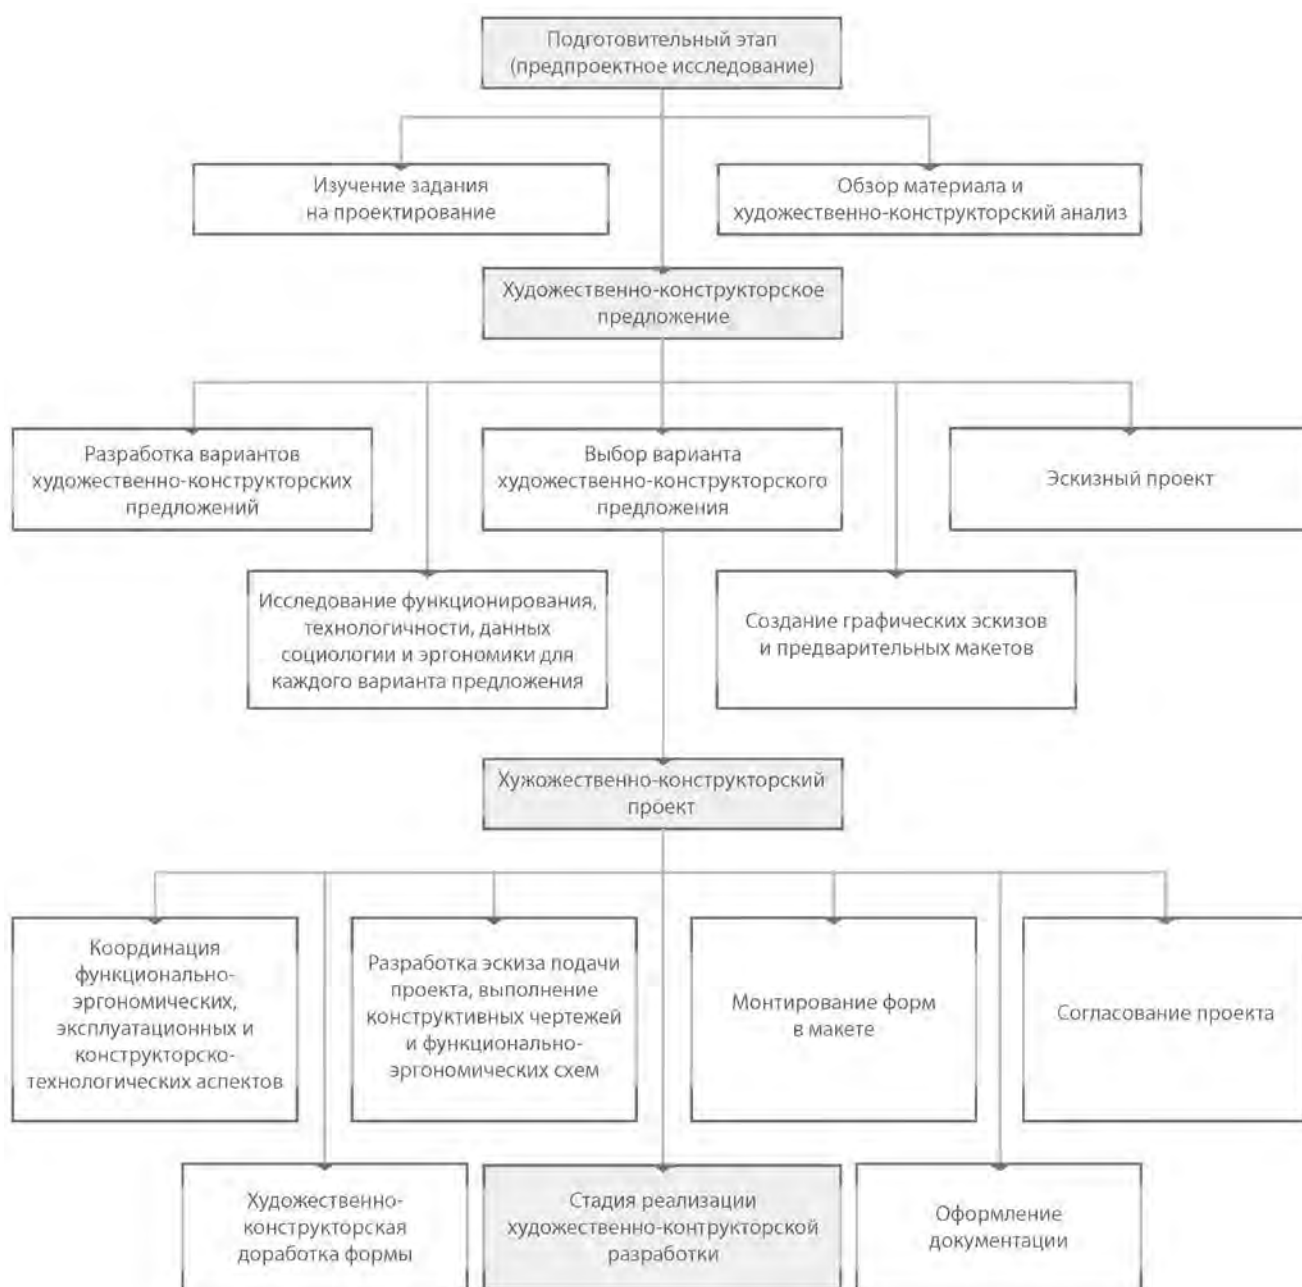 Подготовительный этап
(предпроектное исследование)
Изучение задания
на проектирование
Обзор материала и
художественно-конструкторский анализ
Художественно-конструкторское
предложение
Разработка вариантов
художественно-конструкторских
предложений
Выбор варианта
художественно-конструкторского
предложения
Эскизный проект
Исследование функционирования,
технологичности, данных
социологии и эргономики для
каждого варианта предложения
Создание графических эскизов
и предварительных макетов
Хужожественно-конструкторский
проект
Координация
функционально-
эргономических,
эксплуатационных и
конструкторско-
технологических аспектов
Разработка эскиза подачи
проекта, выполнение
конструктивных чертежей
и функционально-
эргономических схем
Монтирование форм
в макете
Согласование проекта
Художественно-
конструкторская
доработка формы
Стадия реализации
художественно-контрукторской
разработки
Оформление
документации